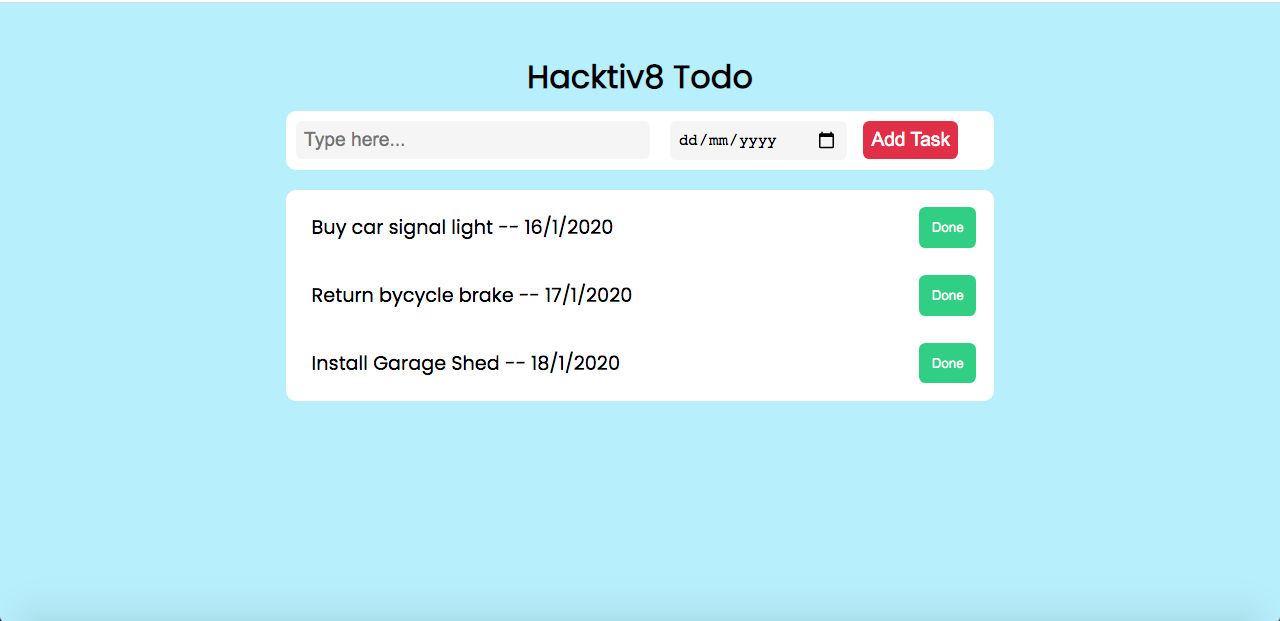 Hacktiv8 Todo
Type here... dd/mm/yyyy Add Task
Buy car signal light -- 16/1/2020 Done
Return bycycle brake -- 17/1/2020 Done
Install Garage Shed -- 18/1/2020 Done